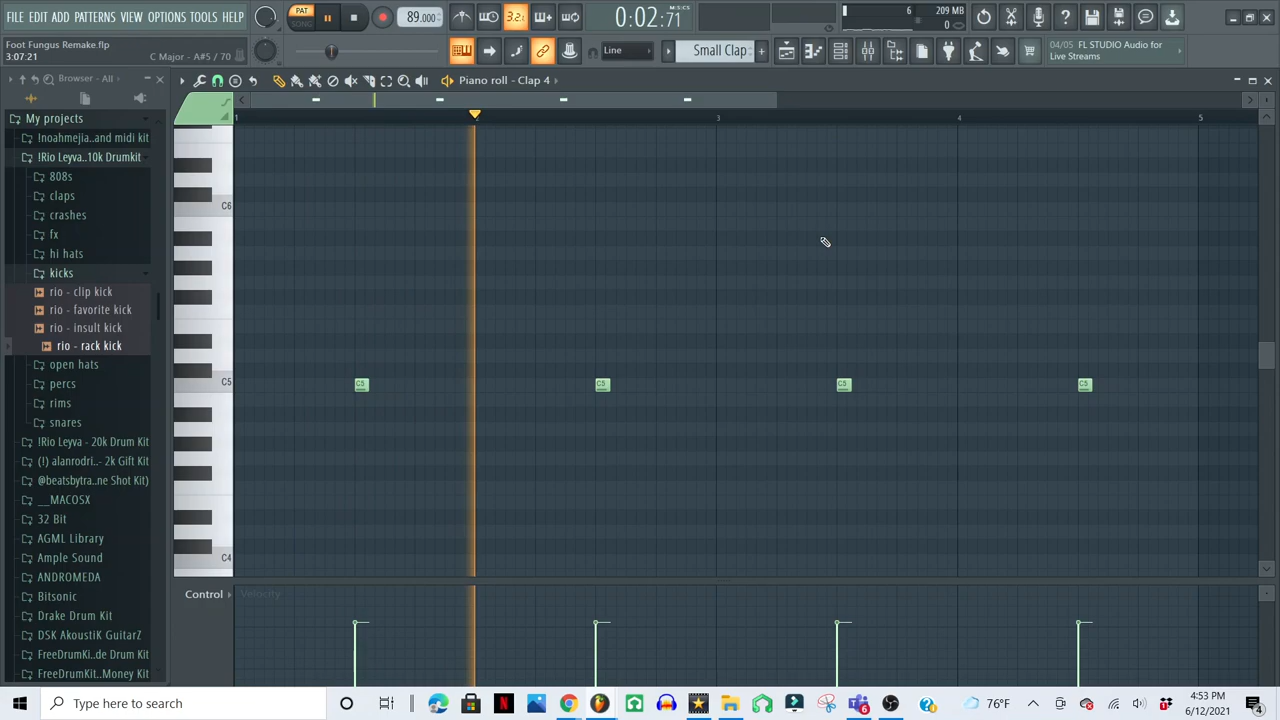 FILE EDIT ADD PATTERNS VIEW OPTIONS TOOLS HELP
PAT
SONG
89.000
3.2.
0:02:71
M:S:CS
6
209 MB
0
Foot Fungus Remake.flp
3:07:21
C Major - A#5 / 70
Line
Small Clap
04/05 FL STUDIO Audio for
Live Streams
Browser - All
Piano roll - Clap 4
My projects
!noahmejia..and midi kit
!Rio Leyva..10k Drumkit
808s
claps
crashes
fx
hi hats
kicks
rio - clip kick
rio - favorite kick
rio - insult kick
rio - rack kick
open hats
percs
rims
snares
!Rio Leyva - 20k Drum Kit
(!) alanrodri..- 2k Gift Kit
@beatsbytra..ne Shot Kit)
__MACOSX
32 Bit
AGML Library
Ample Sound
ANDROMEDA
Bitsonic
Drake Drum Kit
DSK AkoustiK GuitarZ
FreeDrumKi..de Drum Kit
FreeDrumKit..Money Kit
1 2 3 4 5
C6
C5
C4
C5 C5 C5 C5
Control Velocity
Type here to search
6
76°F
4:53 PM
6/12/2021
4